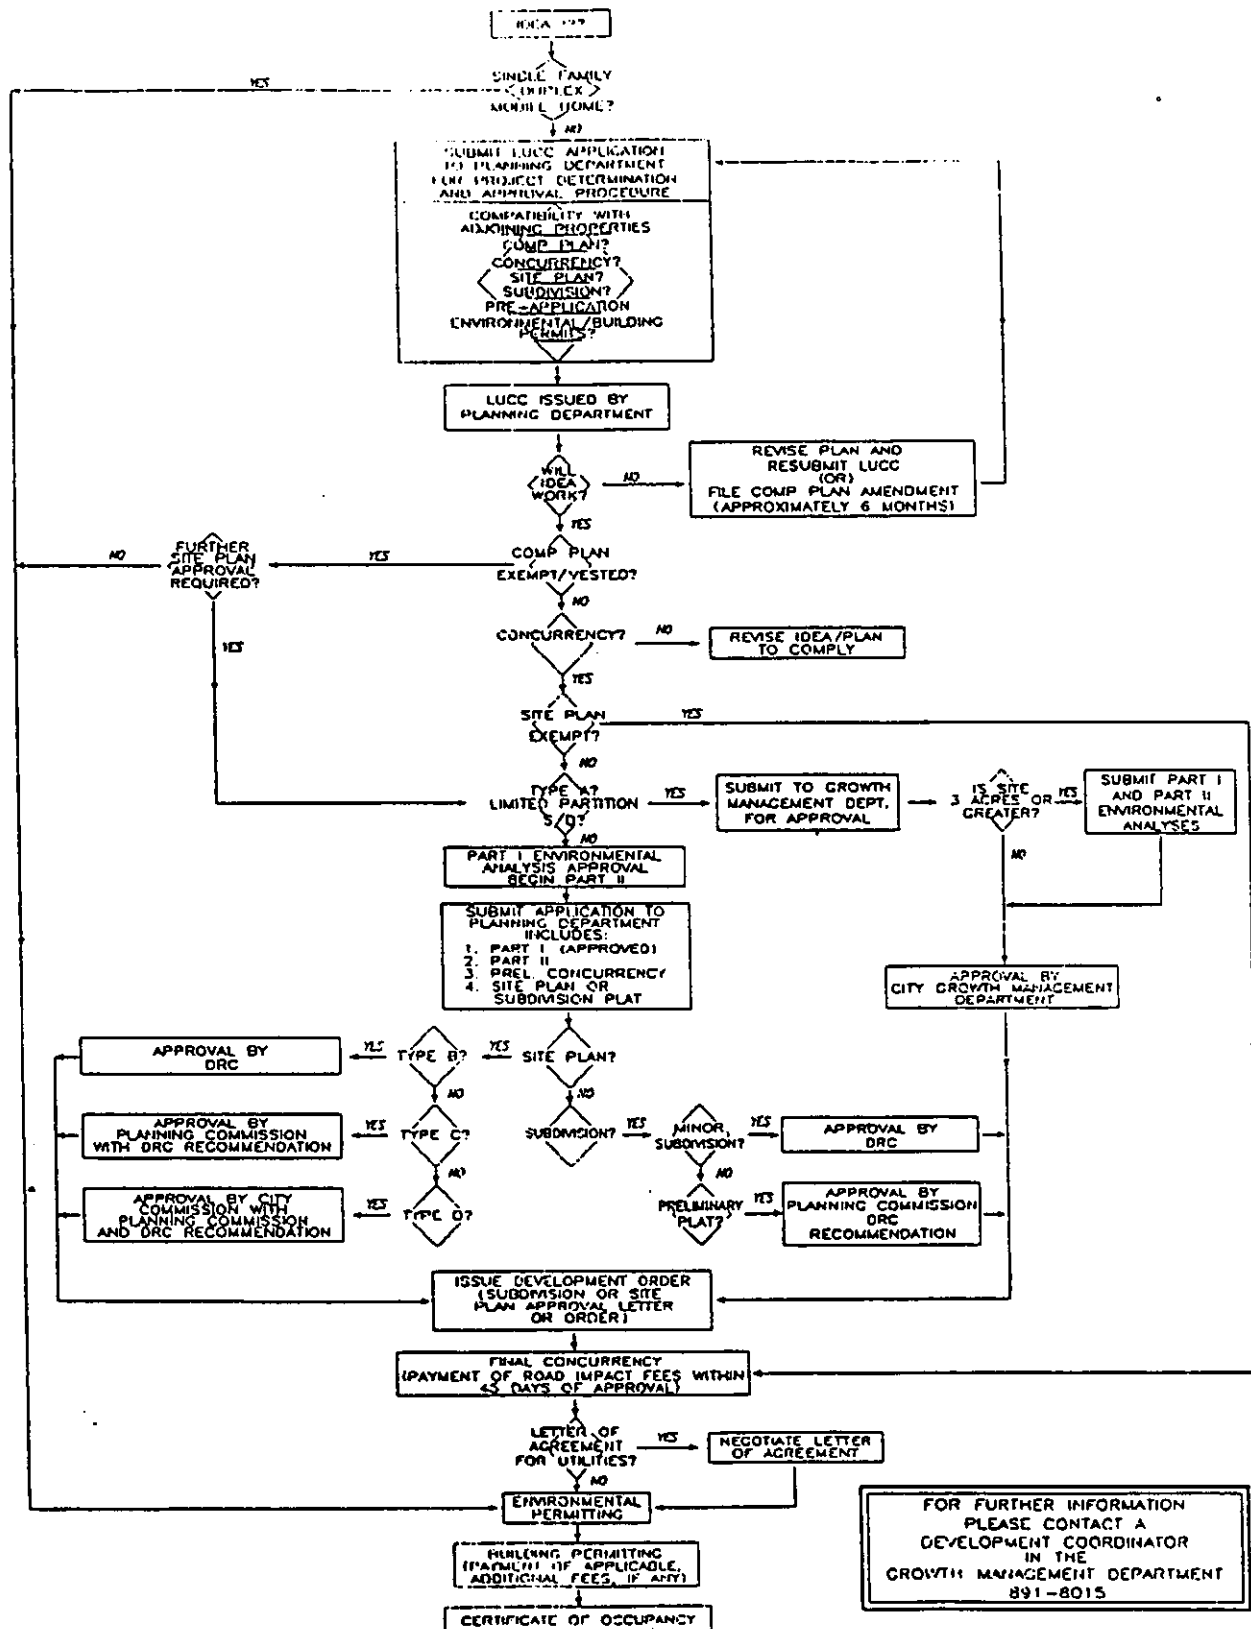 IDEA ???
SINGLE FAMILY
DUPLEX
MOBILE HOME?
YES
NO
SUBMIT LUCC APPLICATION
TO PLANNING DEPARTMENT
FOR PROJECT DETERMINATION
AND APPROVAL PROCEDURE
COMPATIBILITY WITH
ADJOINING PROPERTIES
COMP PLAN?
CONCURRENCY?
SITE PLAN?
SUBDIVISION?
PRE-APPLICATION
ENVIRONMENTAL/BUILDING
PERMITS?
LUCC ISSUED BY
PLANNING DEPARTMENT
WILL
IDEA
WORK?
NO
REVISE PLAN AND
RESUBMIT LUCC
(OR)
FILE COMP PLAN AMENDMENT
(APPROXIMATELY 6 MONTHS)
YES
COMP PLAN
EXEMPT/VESTED?
YES
FURTHER
SITE PLAN
APPROVAL
REQUIRED?
NO
YES
NO
CONCURRENCY?
NO
REVISE IDEA/PLAN
TO COMPLY
YES
SITE PLAN
EXEMPT?
YES
NO
TYPE A?
LIMITED PARTITION
S/D?
YES
SUBMIT TO GROWTH
MANAGEMENT DEPT.
FOR APPROVAL
IS SITE
3 ACRES OR
GREATER?
YES
SUBMIT PART I
AND PART II
ENVIRONMENTAL
ANALYSES
NO
NO
PART I ENVIRONMENTAL
ANALYSIS APPROVAL
BEGIN PART II
SUBMIT APPLICATION TO
PLANNING DEPARTMENT
INCLUDES:
1. PART I (APPROVED)
2. PART II
3. PREL. CONCURRENCY
4. SITE PLAN OR
SUBDIVISION PLAT
APPROVAL BY
CITY GROWTH MANAGEMENT
DEPARTMENT
SITE PLAN?
YES
TYPE B?
YES
APPROVAL BY
DRC
NO
NO
TYPE C?
YES
APPROVAL BY
PLANNING COMMISSION
WITH DRC RECOMMENDATION
NO
TYPE D?
YES
APPROVAL BY CITY
COMMISSION WITH
PLANNING COMMISSION
AND DRC RECOMMENDATION
SUBDIVISION?
YES
MINOR
SUBDIVISION?
YES
APPROVAL BY
DRC
NO
PRELIMINARY
PLAT?
YES
APPROVAL BY
PLANNING COMMISSION
DRC
RECOMMENDATION
ISSUE DEVELOPMENT ORDER
(SUBDIVISION OR SITE
PLAN APPROVAL LETTER
OR ORDER)
FINAL CONCURRENCY
(PAYMENT OF ROAD IMPACT FEES WITHIN
45 DAYS OF APPROVAL)
LETTER OF
AGREEMENT
FOR UTILITIES?
YES
NEGOTIATE LETTER
OF AGREEMENT
NO
ENVIRONMENTAL
PERMITTING
BUILDING PERMITTING
(PAYMENT OF APPLICABLE,
ADDITIONAL FEES, IF ANY)
CERTIFICATE OF OCCUPANCY
FOR FURTHER INFORMATION
PLEASE CONTACT A
DEVELOPMENT COORDINATOR
IN THE
GROWTH MANAGEMENT DEPARTMENT
891-8015